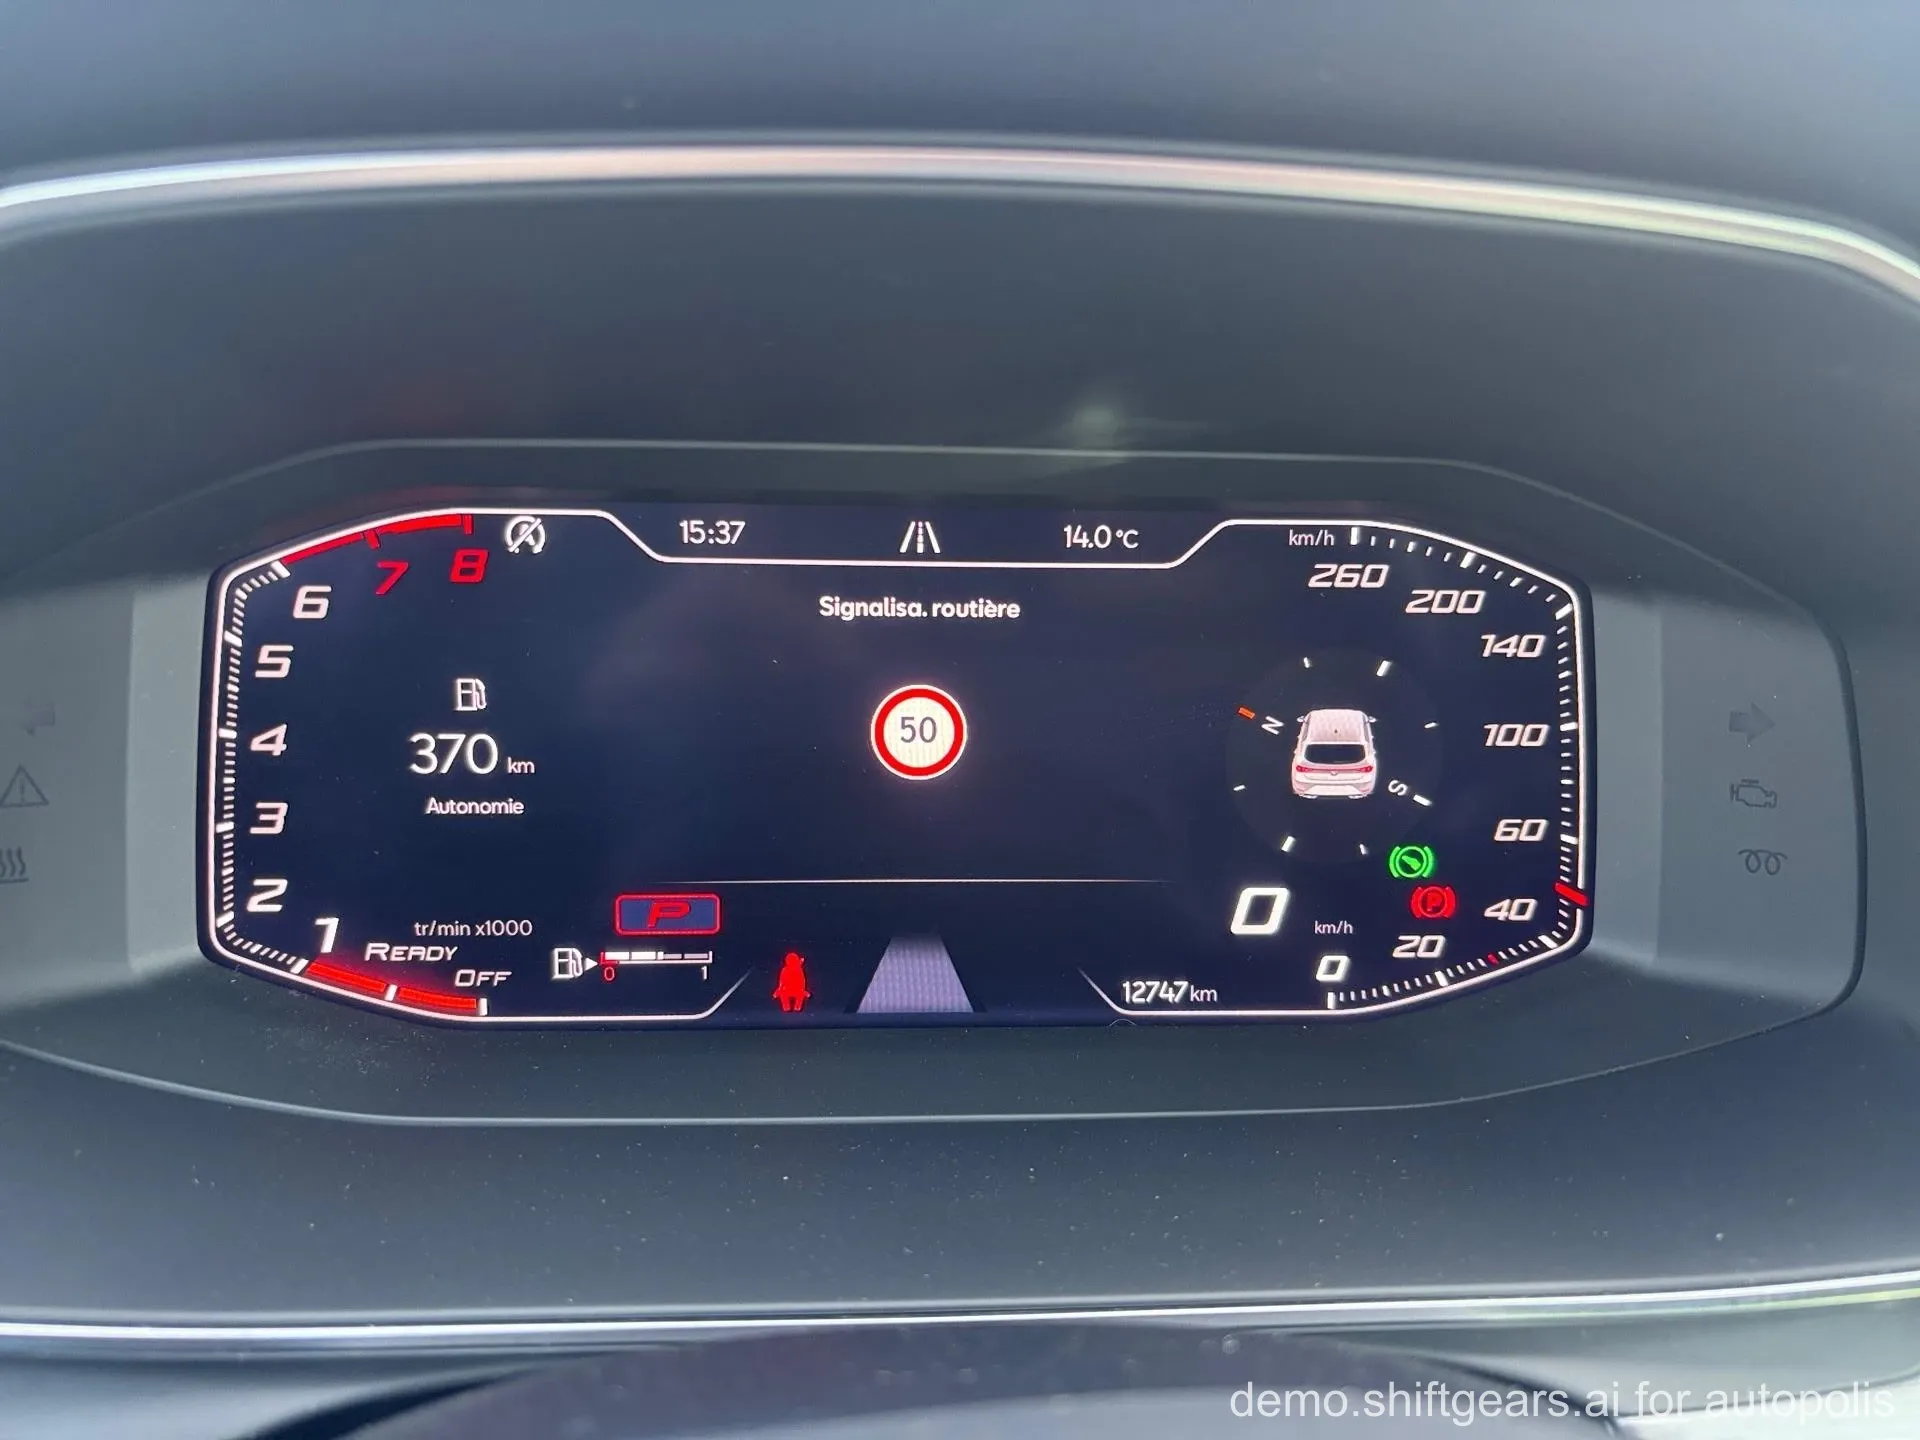 15:37
14.0 °C
km/h
8
7
6
5
4
3
2
1
260
200
140
100
60
40
20
0
Signalisa. routière
50
370 km
Autonomie
N
S
P
tr/min x1000
READY
OFF
0
1
0 km/h
P
12747 km
demo.shiftgears.ai for autopolis